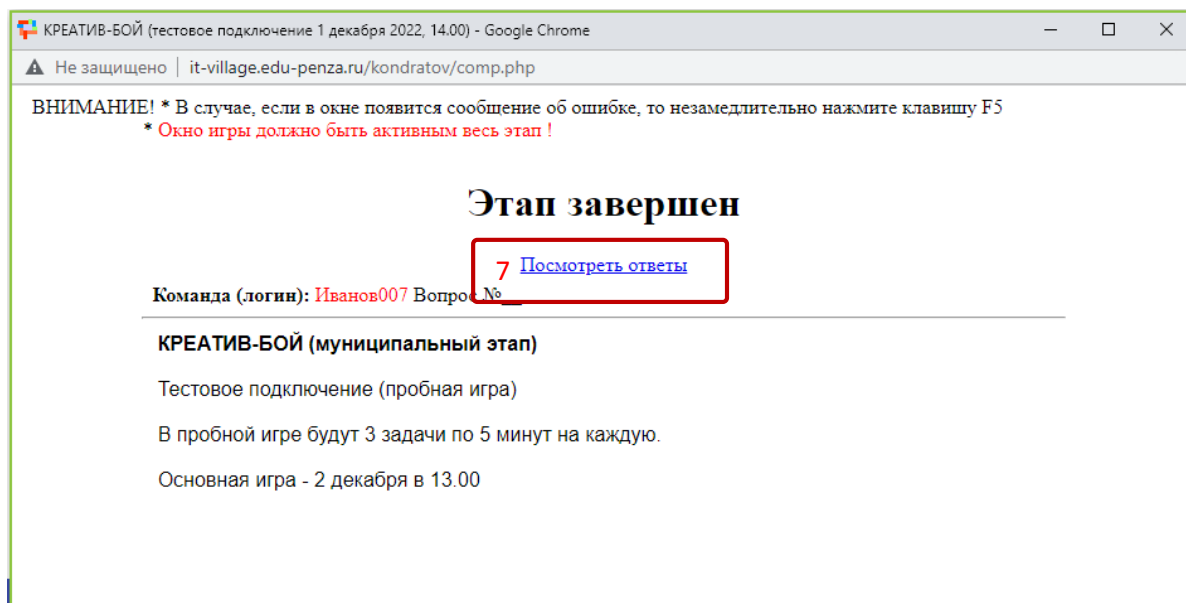 КРЕАТИВ-БОЙ (тестовое подключение 1 декабря 2022, 14.00) - Google Chrome
Не защищено | it-village.edu-penza.ru/kondratov/comp.php
ВНИМАНИЕ! * В случае, если в окне появится сообщение об ошибке, то незамедлительно нажмите клавишу F5
* Окно игры должно быть активным весь этап !
Этап завершен
7 Посмотреть ответы
Команда (логин): Иванов007 Вопрос №__
КРЕАТИВ-БОЙ (муниципальный этап)
Тестовое подключение (пробная игра)
В пробной игре будут 3 задачи по 5 минут на каждую.
Основная игра - 2 декабря в 13.00